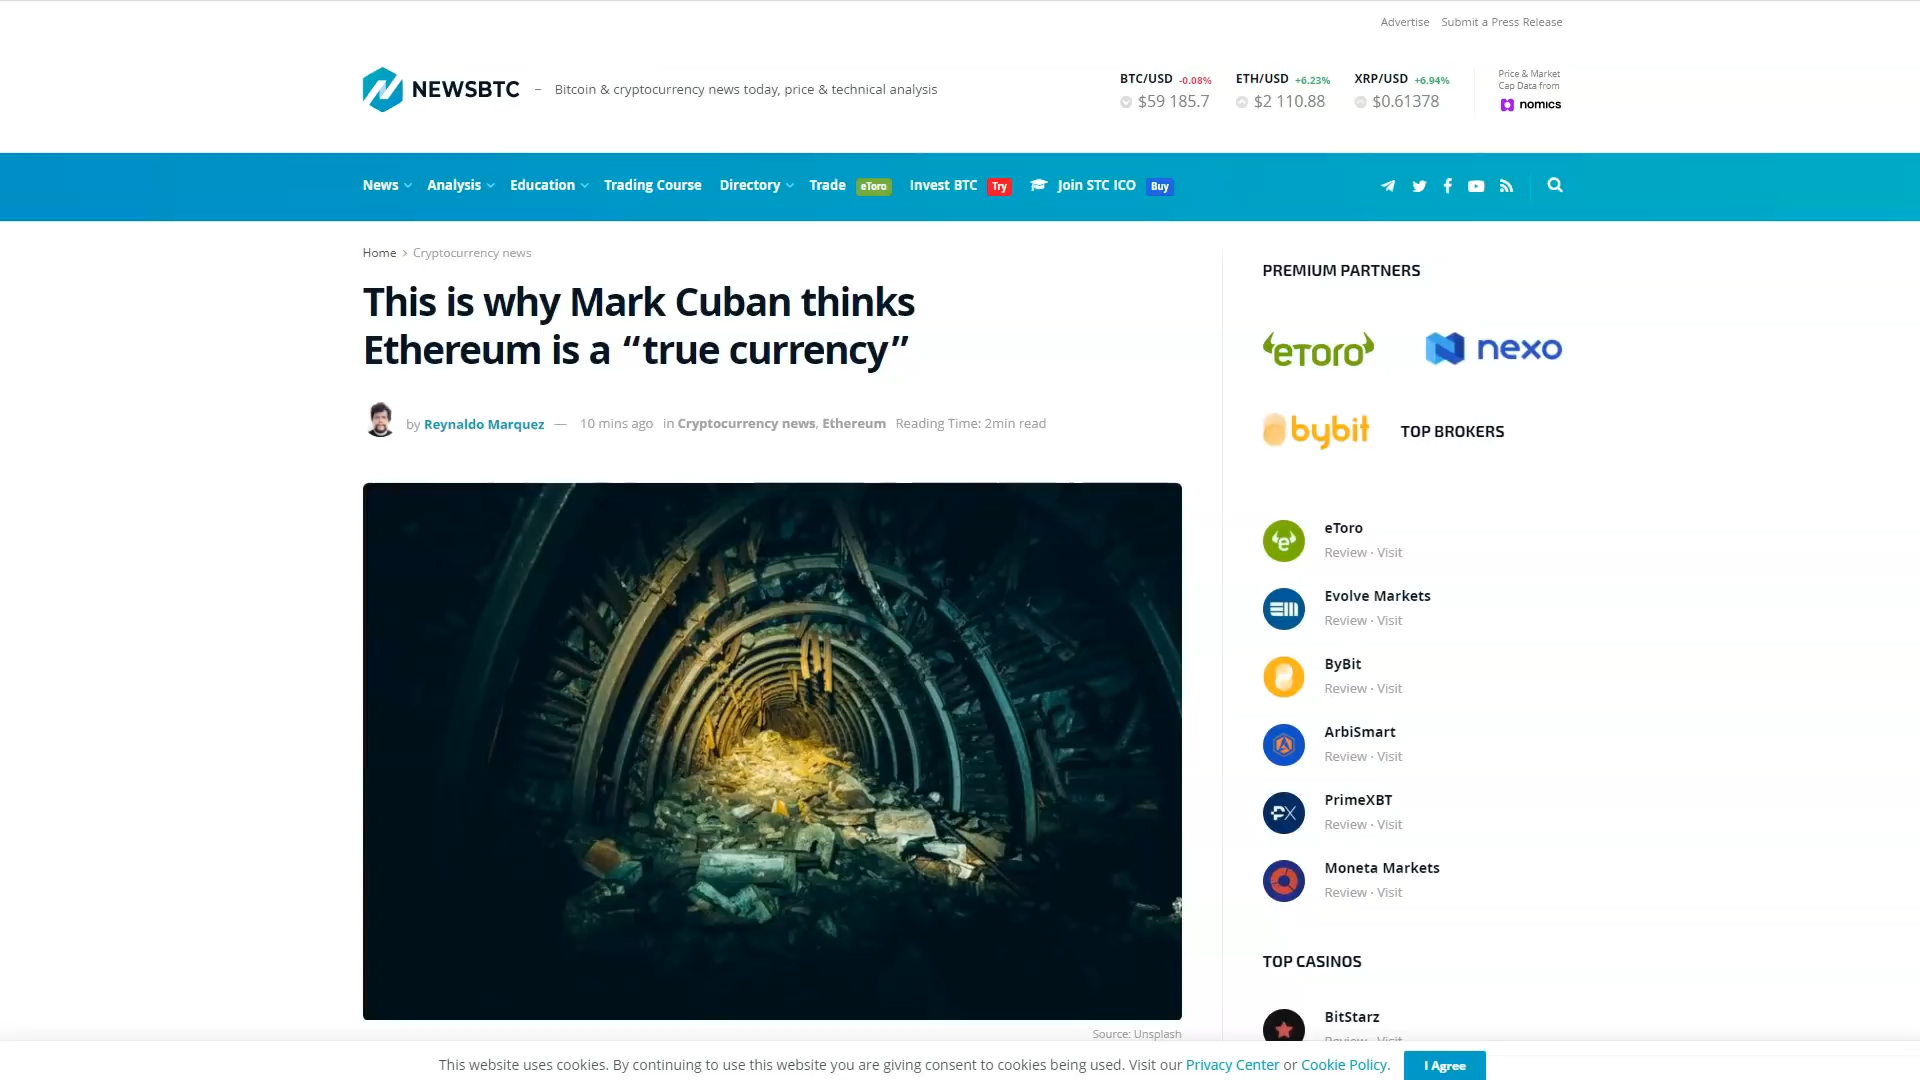 Advertise Submit a Press Release
NEWSBTC – Bitcoin & cryptocurrency news today, price & technical analysis
BTC/USD -0.08%
$59 185.7
ETH/USD +6.23%
$2 110.88
XRP/USD +6.94%
$0.61378
Price & Market
Cap Data from
nomics
News Analysis Education Trading Course Directory Trade eToro Invest BTC Try Join STC ICO Buy
Home > Cryptocurrency news
This is why Mark Cuban thinks
Ethereum is a “true currency”
by Reynaldo Marquez — 10 mins ago in Cryptocurrency news, Ethereum Reading Time: 2min read
Source: Unsplash
PREMIUM PARTNERS
eToro
nexo
bybit
TOP BROKERS
eToro
Review · Visit
Evolve Markets
Review · Visit
ByBit
Review · Visit
ArbiSmart
Review · Visit
PrimeXBT
Review · Visit
Moneta Markets
Review · Visit
TOP CASINOS
BitStarz
Review · Visit
This website uses cookies. By continuing to use this website you are giving consent to cookies being used. Visit our Privacy Center or Cookie Policy. I Agree